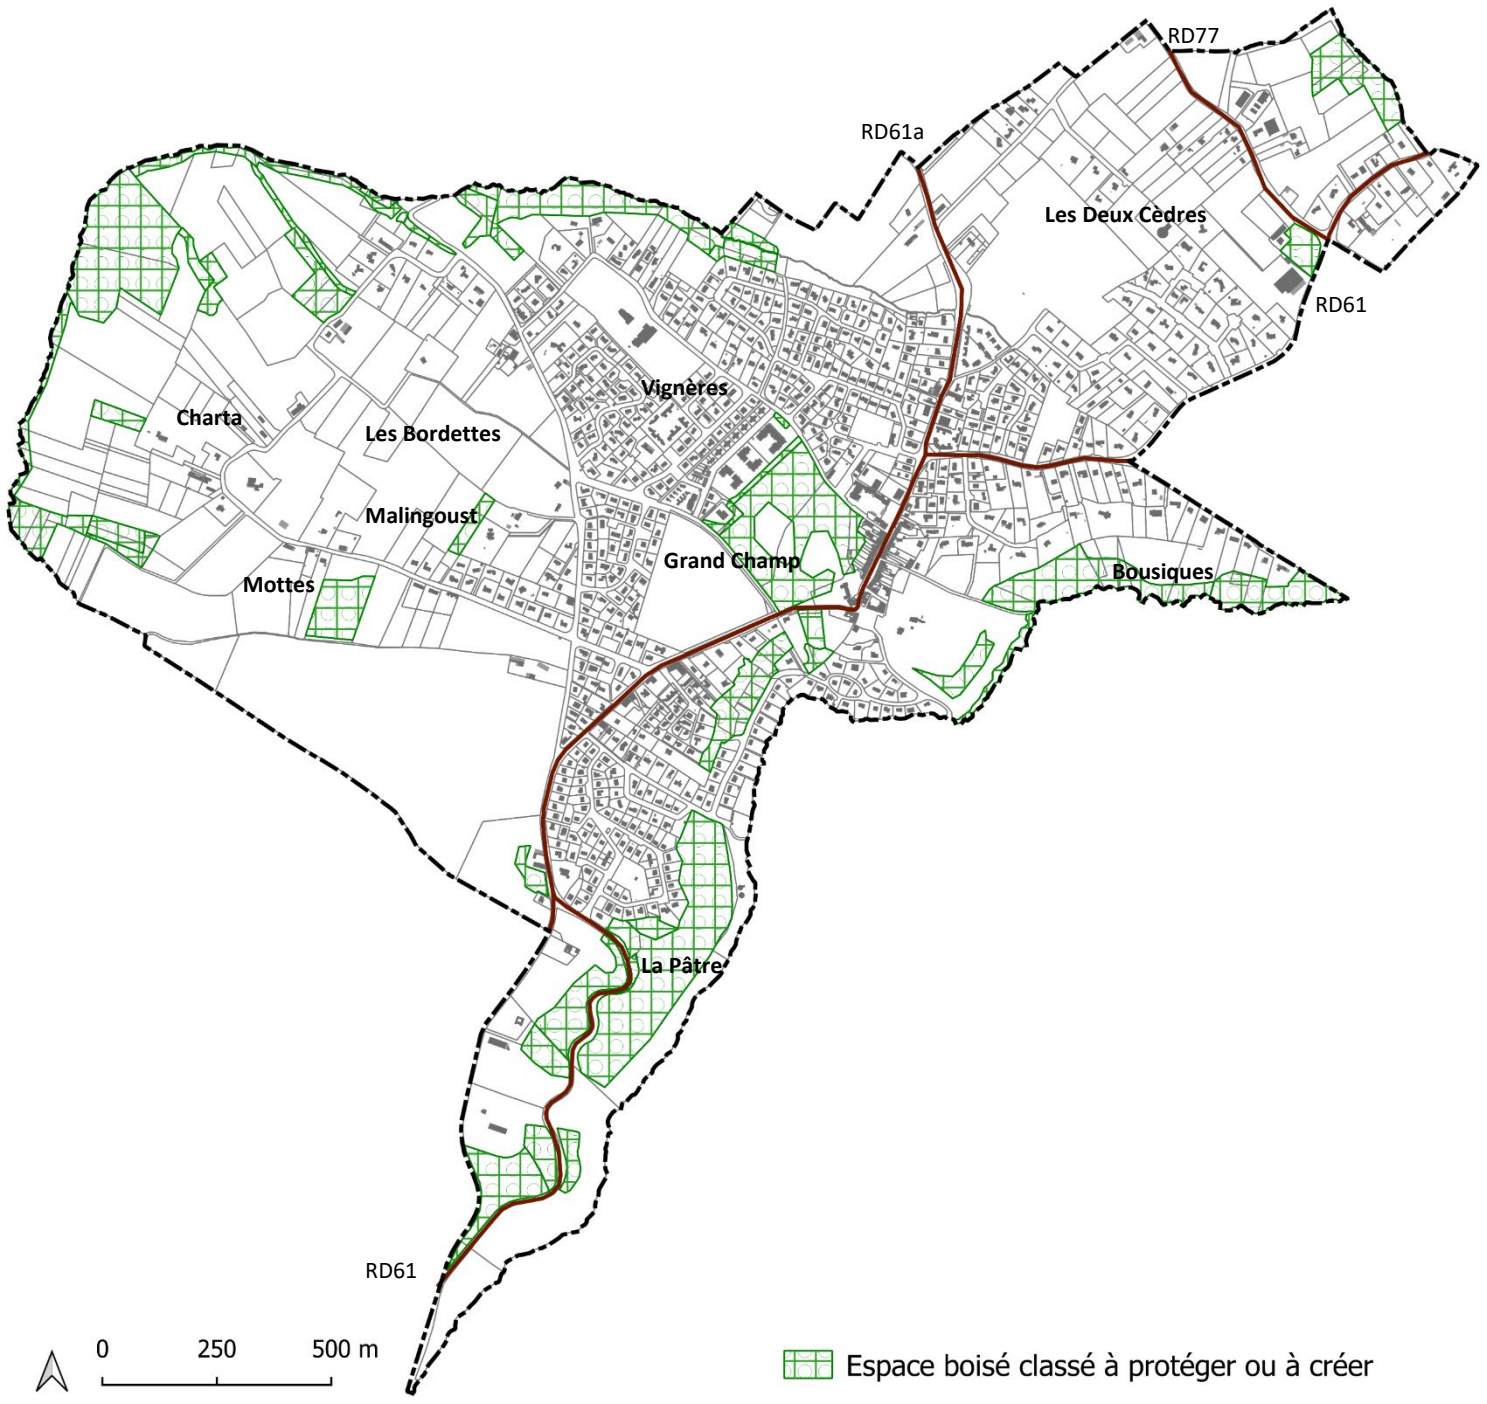 RD77
RD61a
Les Deux Cèdres
RD61
Vignères
Charta
Les Bordettes
Malingoust
Grand Champ
Bousiques
Mottes
La Pâtre
RD61
0 250 500 m
Espace boisé classé à protéger ou à créer